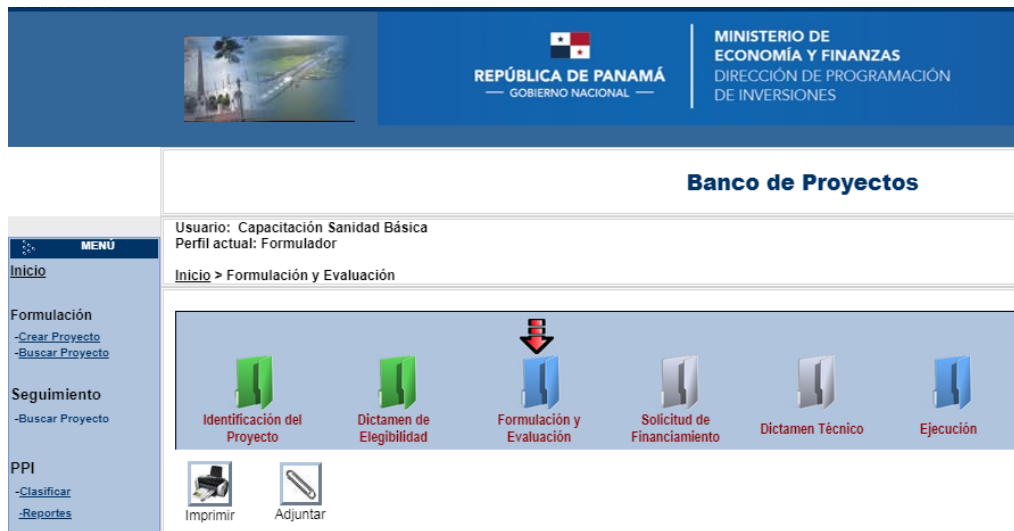 REPÚBLICA DE PANAMÁ
— GOBIERNO NACIONAL —
MINISTERIO DE
ECONOMÍA Y FINANZAS
DIRECCIÓN DE PROGRAMACIÓN
DE INVERSIONES
Banco de Proyectos
Usuario: Capacitación Sanidad Básica
Perfil actual: Formulador
Inicio > Formulación y Evaluación
MENÚ
Inicio
Formulación
-Crear Proyecto
-Buscar Proyecto
Seguimiento
-Buscar Proyecto
PPI
-Clasificar
-Reportes
Identificación del
Proyecto
Dictamen de
Elegibilidad
Formulación y
Evaluación
Solicitud de
Financiamiento
Dictamen Técnico
Ejecución
Imprimir
Adjuntar